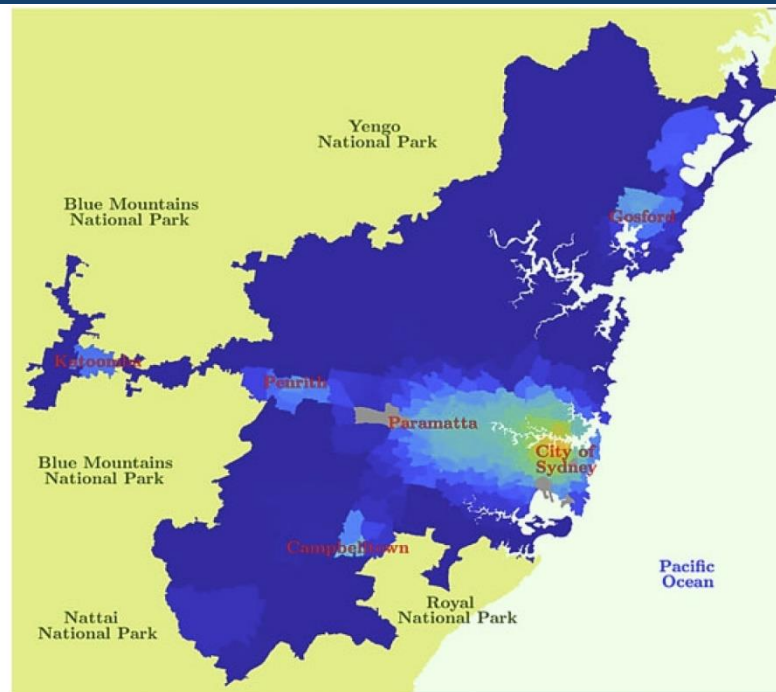 Yengo
National Park
Blue Mountains
National Park
Gosford
Katoomba
Penrith
Paramatta
City of
Sydney
Blue Mountains
National Park
Campbelltown
Pacific
Ocean
Royal
National Park
Nattai
National Park